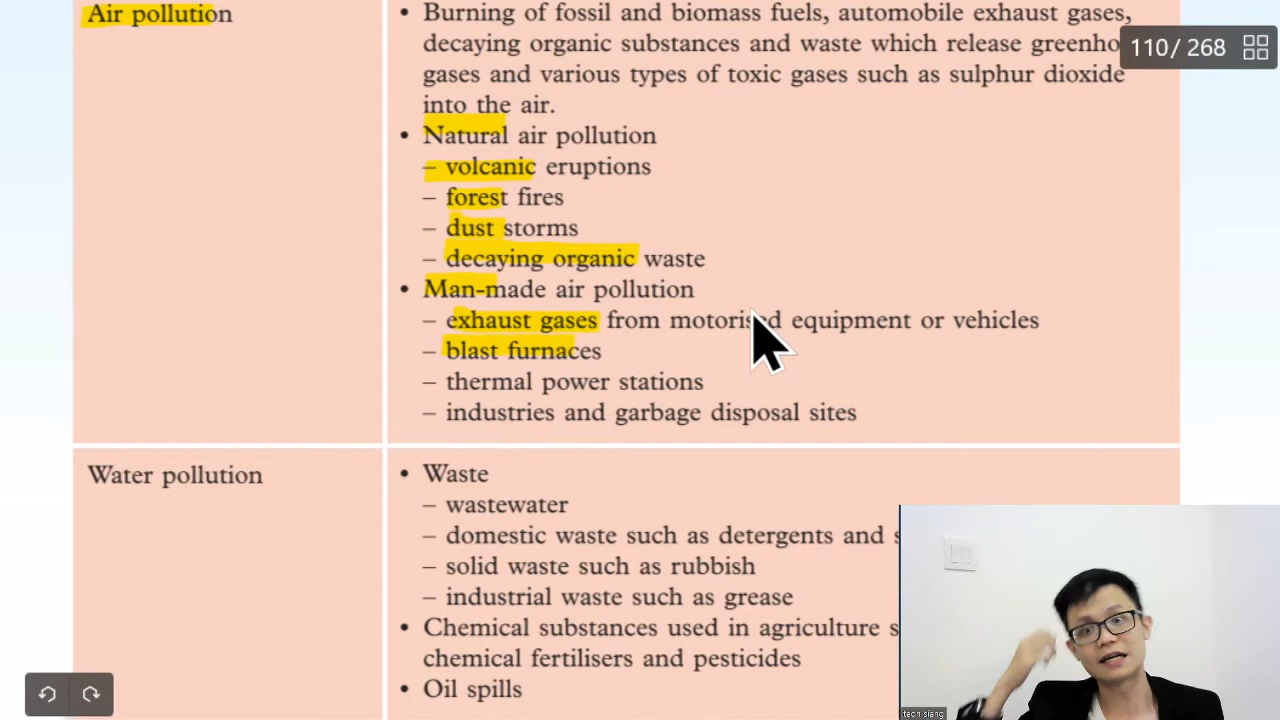 Air pollution
• Burning of fossil and biomass fuels, automobile exhaust gases,
decaying organic substances and waste which release greenho
gases and various types of toxic gases such as sulphur dioxide
into the air.
• Natural air pollution
– volcanic eruptions
– forest fires
– dust storms
– decaying organic waste
• Man-made air pollution
– exhaust gases from motorised equipment or vehicles
– blast furnaces
– thermal power stations
– industries and garbage disposal sites
110/ 268
Water pollution
• Waste
– wastewater
– domestic waste such as detergents and s
– solid waste such as rubbish
– industrial waste such as grease
• Chemical substances used in agriculture s
chemical fertilisers and pesticides
• Oil spills
tech siang